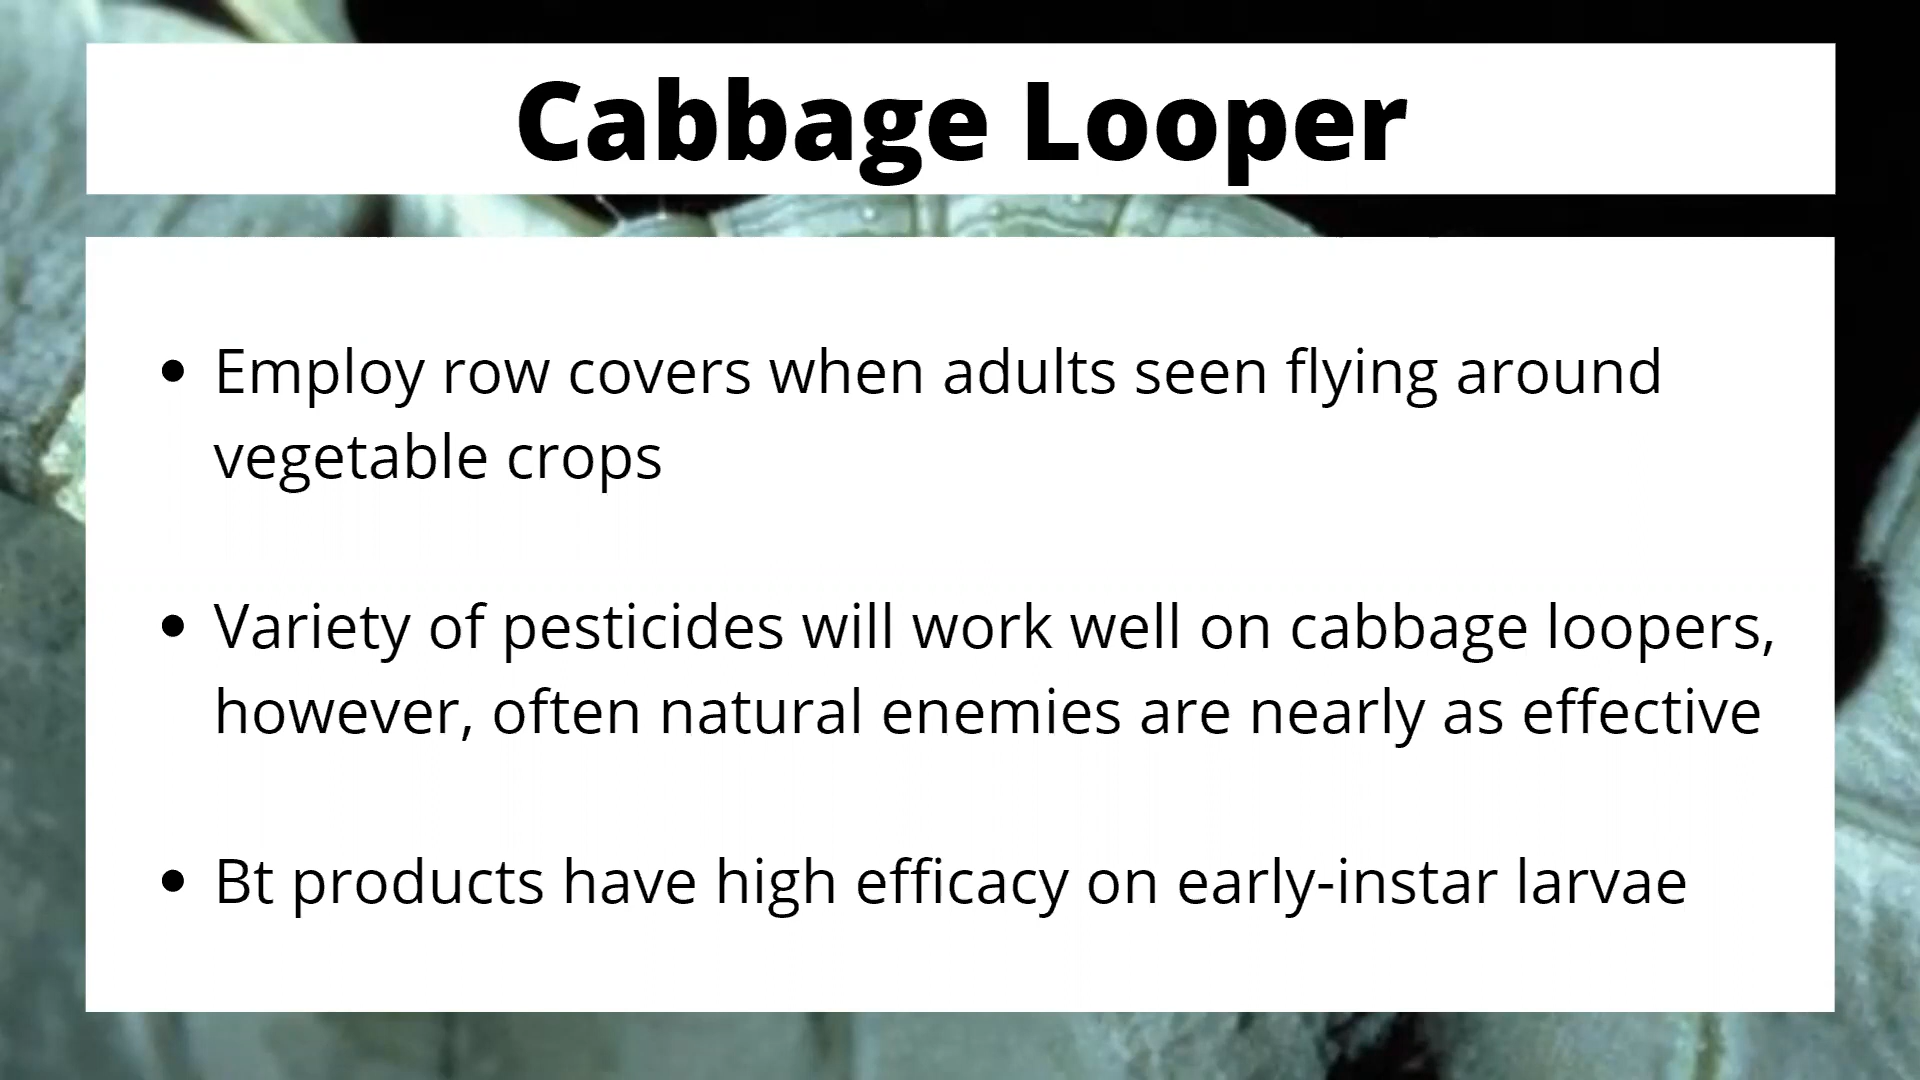 Cabbage Looper
• Employ row covers when adults seen flying around
vegetable crops
• Variety of pesticides will work well on cabbage loopers,
however, often natural enemies are nearly as effective
• Bt products have high efficacy on early-instar larvae